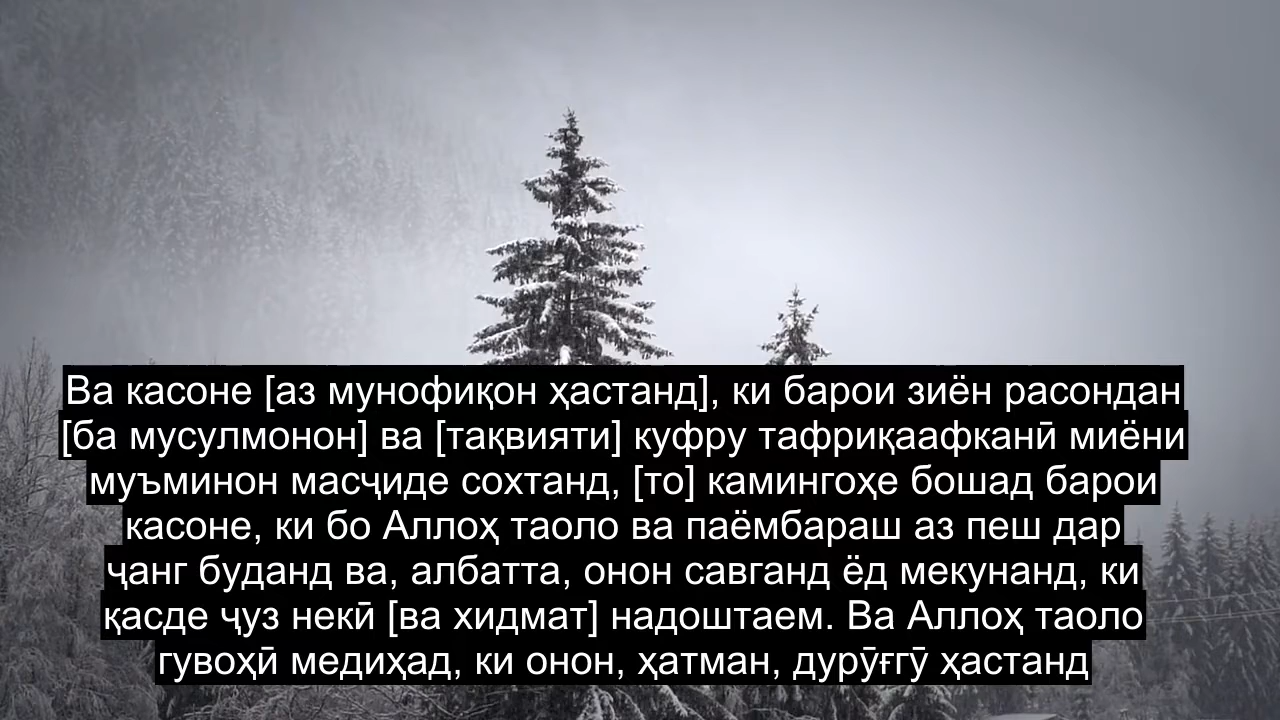 Ва касоне [аз мунофиқон ҳастанд], ки барои зиён расондан
[ба мусулмонон] ва [тақвияти] куфру тафриқаафканӣ миёни
муъминон масҷиде сохтанд, [то] камингоҳе бошад барои
касоне, ки бо Аллоҳ таоло ва паёмбараш аз пеш дар
ҷанг буданд ва, албатта, онон савганд ёд мекунанд, ки
қасде ҷуз некӣ [ва хидмат] надоштаем. Ва Аллоҳ таоло
гувоҳӣ медиҳад, ки онон, ҳатман, дурӯғгӯ ҳастанд